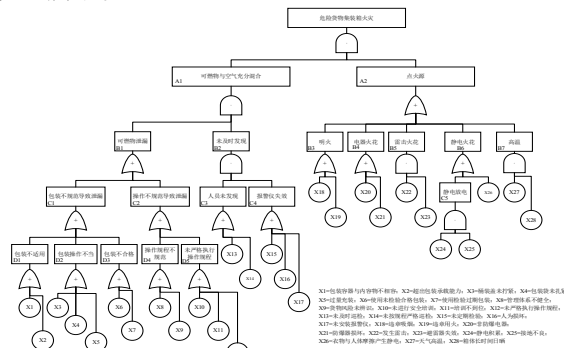 危险货物集装箱火灾
可燃物与空气充分混合
A1
点火源
A2
可燃物泄漏
B1
未及时发现
B2
明火
B3
电器火花
B4
雷击火花
B5
静电火花
B6
高温
B7
包装不规范导致泄漏
C1
操作不规范导致泄漏
C2
人员未发现
C3
报警仪失效
C4
静电放电
C5
包装不适用
D1
包装操作不当
D2
包装不合格
D3
操作规程不规范
D4
未严格执行操作规程
D5
X1
X2
X3
X4
X5
X6
X7
X8
X9
X10
X11
X13
X14
X15
X16
X17
X18
X19
X20
X21
X22
X23
X24
X25
X26
X27
X28
X1=包装容器与内容物不相容；X2=超出包装承载能力；X3=桶装盖未拧紧；X4=包装袋未扎紧
X5=过量充装；X6=使用未检验合格包装；X7=使用检验过期包装；X8=管理体系不健全；
X9=货物风险未辨识；X10=未进行安全培训；X11=培训不到位；X12=未严格执行操作规程；
X13=未及时巡检；X14=未按规程严格巡检；X15=未定期检验；X16=人为损坏；
X17=未安装报警仪；X18=违章吸烟；X19=违章用火；X20=非防爆电器；
X21=防爆器损坏；X22=发生雷击；X23=避雷器失效；X24=静电积累；X25=接地不良；
X26=衣物与人体摩擦产生静电；X27=天气高温；X28=箱体长时间日晒